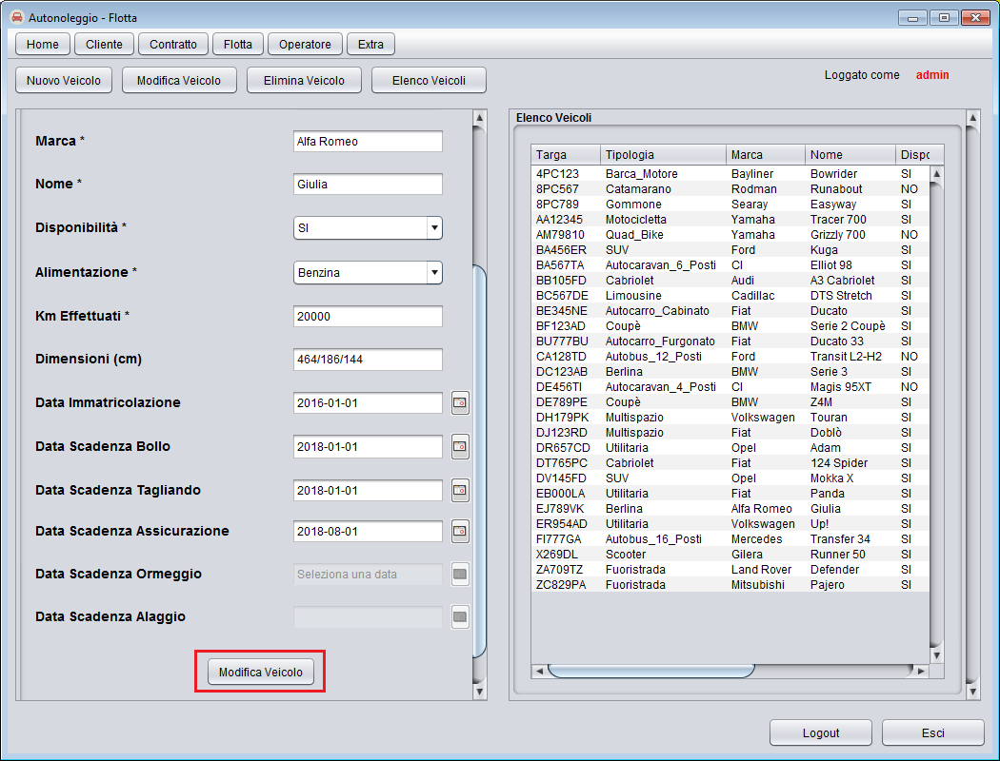 Autonoleggio - Flotta
Home Cliente Contratto Flotta Operatore Extra
Nuovo Veicolo Modifica Veicolo Elimina Veicolo Elenco Veicoli
Loggato come admin
Marca * Alfa Romeo
Nome * Giulia
Disponibilità * SI
Alimentazione * Benzina
Km Effettuati * 20000
Dimensioni (cm) 464/186/144
Data Immatricolazione 2016-01-01
Data Scadenza Bollo 2018-01-01
Data Scadenza Tagliando 2018-01-01
Data Scadenza Assicurazione 2018-08-01
Data Scadenza Ormeggio Seleziona una data
Data Scadenza Alaggio
Modifica Veicolo
Elenco Veicoli
Targa Tipologia Marca Nome Dispo
4PC123 Barca_Motore Bayliner Bowrider SI
8PC567 Catamarano Rodman Runabout NO
8PC789 Gommone Searay Easyway SI
AA12345 Motocicletta Yamaha Tracer 700 SI
AM79810 Quad_Bike Yamaha Grizzly 700 NO
BA456ER SUV Ford Kuga SI
BA567TA Autocaravan_6_Posti CI Elliot 98 SI
BB105FD Cabriolet Audi A3 Cabriolet SI
BC567DE Limousine Cadillac DTS Stretch SI
BE345NE Autocarro_Cabinato Fiat Ducato SI
BF123AD Coupè BMW Serie 2 Coupè SI
BU777BU Autocarro_Furgonato Fiat Ducato 33 SI
CA128TD Autobus_12_Posti Ford Transit L2-H2 NO
DC123AB Berlina BMW Serie 3 SI
DE456TI Autocaravan_4_Posti CI Magis 95XT NO
DE789PE Coupè BMW Z4M SI
DH179PK Multispazio Volkswagen Touran SI
DJ123RD Multispazio Fiat Doblò SI
DR657CD Utilitaria Opel Adam SI
DT765PC Cabriolet Fiat 124 Spider SI
DV145FD SUV Opel Mokka X SI
EB000LA Utilitaria Fiat Panda SI
EJ789VK Berlina Alfa Romeo Giulia SI
ER954AD Utilitaria Volkswagen Up! SI
FI777GA Autobus_16_Posti Mercedes Transfer 34 SI
X269DL Scooter Gilera Runner 50 SI
ZA709TZ Fuoristrada Land Rover Defender SI
ZC829PA Fuoristrada Mitsubishi Pajero SI
Logout Esci